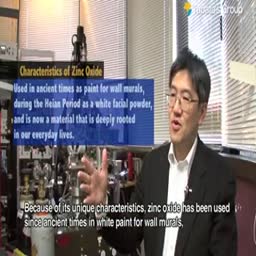 Characteristics of Zinc Oxide
Used in ancient times as paint for wall murals,
during the Heian Period as a white facial powder,
and is now a material that is deeply rooted
in our everyday lives.
Because of its unique characteristics, zinc oxide has been used
since ancient times in white paint for wall murals,